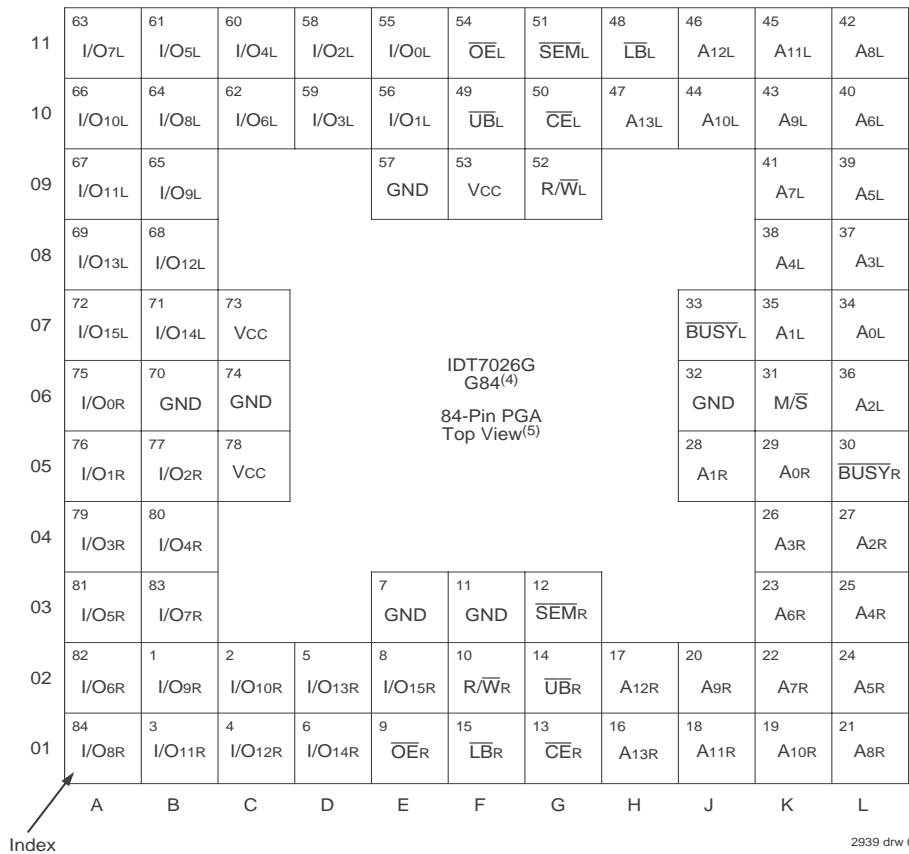 63 61 60 58 55 54 51 48 46 45 42
11 I/O7L I/O5L I/O4L I/O2L I/O0L OEL SEML LBL A12L A11L A8L
66 64 62 59 56 49 50 47 44 43 40
10 I/O10L I/O8L I/O6L I/O3L I/O1L UBL CEL A13L A10L A9L A6L
67 65 57 53 52 41 39
09 I/O11L I/O9L GND VCC R/WL A7L A5L
69 68 38 37
08 I/O13L I/O12L A4L A3L
72 71 73 33 35 34
07 I/O15L I/O14L VCC BUSYL A1L A0L
IDT7026G
G84(4)
75 70 74 32 31 36
06 I/O0R GND GND GND M/S A2L
84-Pin PGA
Top View(5)
76 77 78 28 29 30
05 I/O1R I/O2R VCC A1R A0R BUSYR
79 80 26 27
04 I/O3R I/O4R A3R A2R
81 83 7 11 12 23 25
03 I/O5R I/O7R GND GND SEMR A6R A4R
82 1 2 5 8 10 14 17 20 22 24
02 I/O6R I/O9R I/O10R I/O13R I/O15R R/WR UBR A12R A9R A7R A5R
84 3 4 6 9 15 13 16 18 19 21
01 I/O8R I/O11R I/O12R I/O14R OER LBR CER A13R A11R A10R A8R
A B C D E F G H J K L
Index
2939 drw